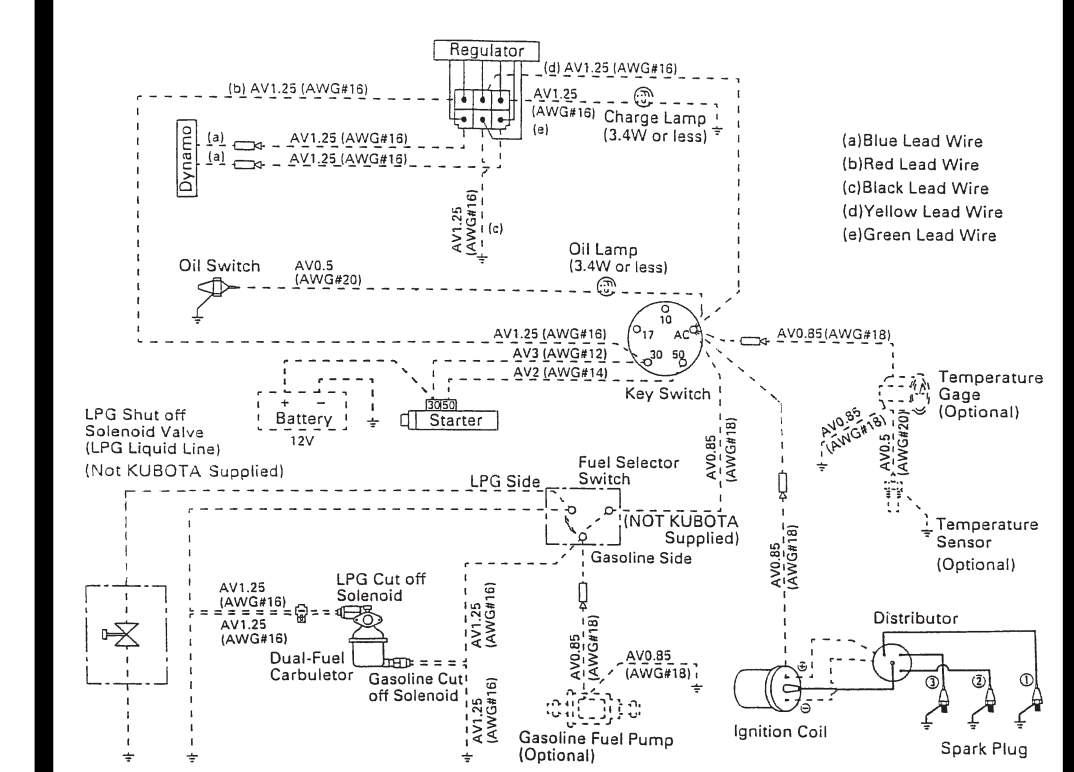 Regulator
(d) AV1.25 (AWG#16)
(b) AV1.25 (AWG#16)
AV1.25
(AWG#16)
(e)
Charge Lamp
(3.4W or less)
Dynamo
(a)
AV1.25 (AWG#16)
(a)
AV1.25 (AWG#16)
(a)Blue Lead Wire
(b)Red Lead Wire
(c)Black Lead Wire
(d)Yellow Lead Wire
(e)Green Lead Wire
AV1.25
(AWG#16)
(c)
Oil Switch
AV0.5
(AWG#20)
Oil Lamp
(3.4W or less)
10
17
AC
30
50
Key Switch
AV1.25 (AWG#16)
AV3 (AWG#12)
AV2 (AWG#14)
AV0.85(AWG#18)
Temperature
Gage
(Optional)
AV0.85
(AWG#18)
AV0.5
(AWG#20)
Temperature
Sensor
(Optional)
+ −
Battery
12V
30 50
Starter
LPG Shut off
Solenoid Valve
(LPG Liquid Line)
(Not KUBOTA Supplied)
LPG Side
Fuel Selector
Switch
AV0.85
(AWG#18)
(NOT KUBOTA
Supplied)
Gasoline Side
AV0.85
(AWG#18)
AV1.25
(AWG#16)
AV1.25
(AWG#16)
LPG Cut off
Solenoid
Dual-Fuel
Carbuletor
Gasoline Cut
off Solenoid
AV1.25
(AWG#16)
AV1.25
(AWG#16)
AV0.85
(AWG#18)
AV0.85
(AWG#18)
Gasoline Fuel Pump
(Optional)
Distributor
⊕
⊖
Ignition Coil
③
②
①
Spark Plug